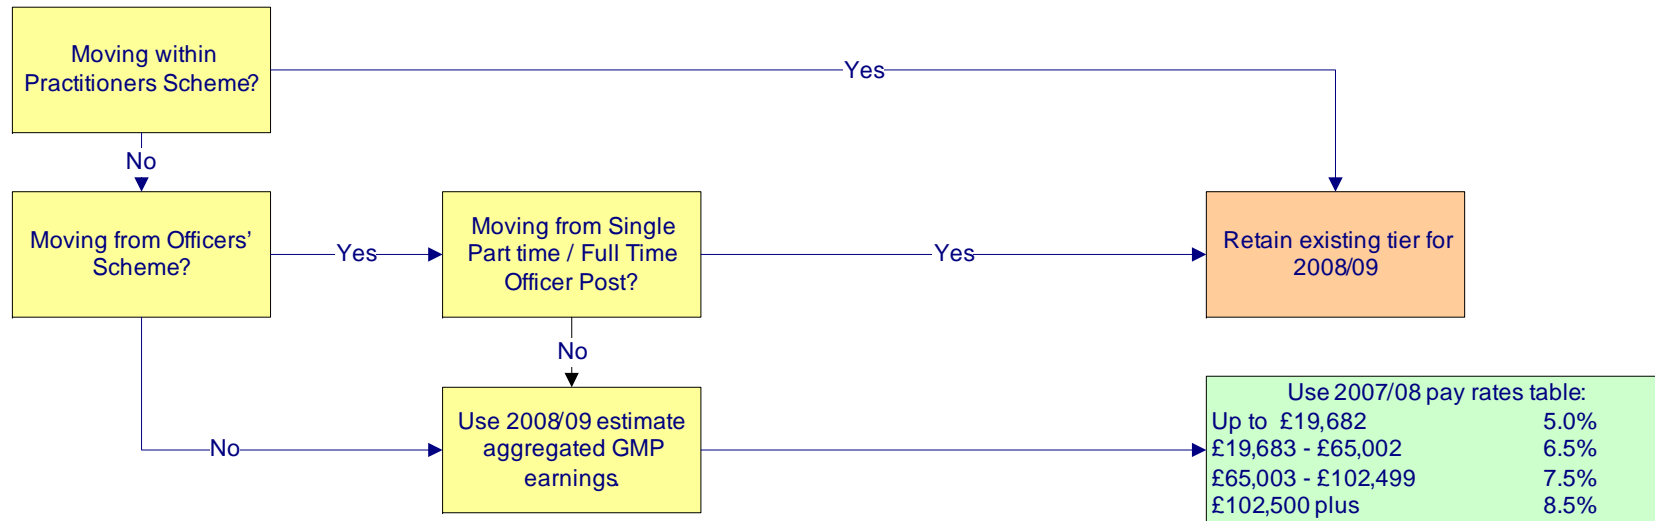 Moving within
Practitioners Scheme?
Yes
No
Moving from Officers'
Scheme?
Yes
Moving from Single
Part time / Full Time
Officer Post?
Yes
Retain existing tier for
2008/09
No
Use 2008/09 estimate
aggregated GMP
earnings.
No
Use 2007/08 pay rates table:
Up to £19,682 5.0%
£19,683 - £65,002 6.5%
£65,003 - £102,499 7.5%
£102,500 plus 8.5%